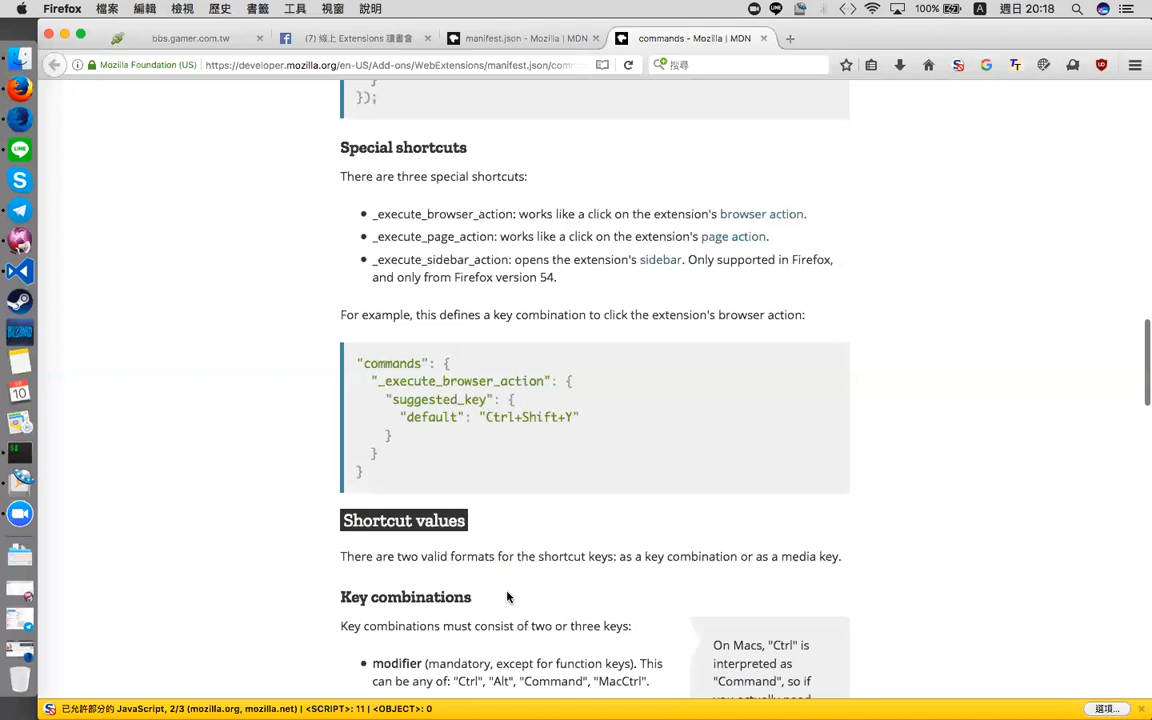 Firefox 檔案 編輯 檢視 歷史 書籤 工具 視窗 說明 100% 週日 20:18
bbs.gamer.com.tw (7) 線上 Extensions 讀書會 manifest.json - Mozilla | MDN commands - Mozilla | MDN
Mozilla Foundation (US) https://developer.mozilla.org/en-US/Add-ons/WebExtensions/manifest.json/com 搜尋
});
Special shortcuts
There are three special shortcuts:
_execute_browser_action: works like a click on the extension's browser action.
_execute_page_action: works like a click on the extension's page action.
_execute_sidebar_action: opens the extension's sidebar. Only supported in Firefox,
and only from Firefox version 54.
For example, this defines a key combination to click the extension's browser action:
"commands": {
"_execute_browser_action": {
"suggested_key": {
"default": "Ctrl+Shift+Y"
}
}
}
Shortcut values
There are two valid formats for the shortcut keys: as a key combination or as a media key.
Key combinations
Key combinations must consist of two or three keys:
modifier (mandatory, except for function keys). This
can be any of: "Ctrl", "Alt", "Command", "MacCtrl".
On Macs, "Ctrl" is
interpreted as
"Command", so if
已允許部分的 JavaScript, 2/3 (mozilla.org, mozilla.net) | <SCRIPT>: 11 | <OBJECT>: 0 選項...